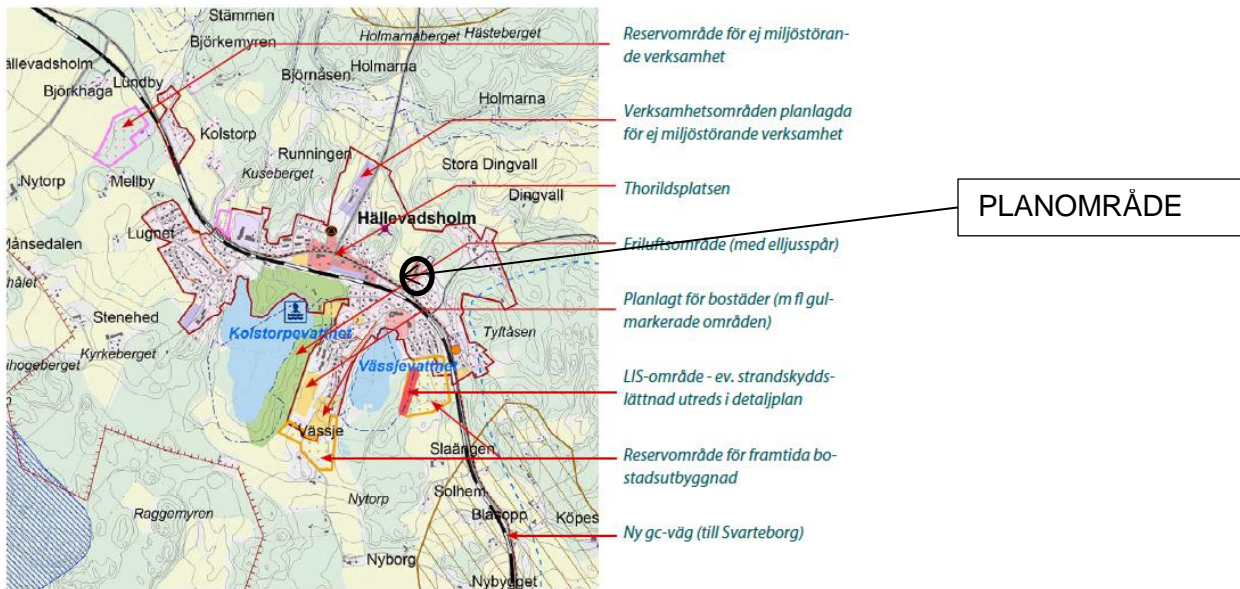 Stämmen
Björkemyren
Holmarnaberget
Hästeberget
Holmarna
ällevadsholm
Lundby
Björnåsen
Björkhaga
Holmarna
Kolstorp
Runningen
Stora Dingvall
Kuseberget
Nytorp
Mellby
Dingvall
Hällevadsholm
Lugnet
Månsedalen
Stenehed
Kolstorpevattnet
Tyftåsen
Kyrkeberget
Vässjevattnet
Vässje
Slaängen
Nytorp
Solhem
Raggemyren
Blåsopp
Köpes
Nyborg
Nybygget
Reservområde för ej miljöstöran-
de verksamhet
Verksamhetsområden planlagda
för ej miljöstörande verksamhet
Thorildsplatsen
Friluftsområde (med elljusspår)
Planlagt för bostäder (m fl gul-
markerade områden)
LIS-område - ev. strandskydds-
lättnad utreds i detaljplan
Reservområde för framtida bo-
stadsutbyggnad
Ny gc-väg (till Svarteborg)
PLANOMRÅDE